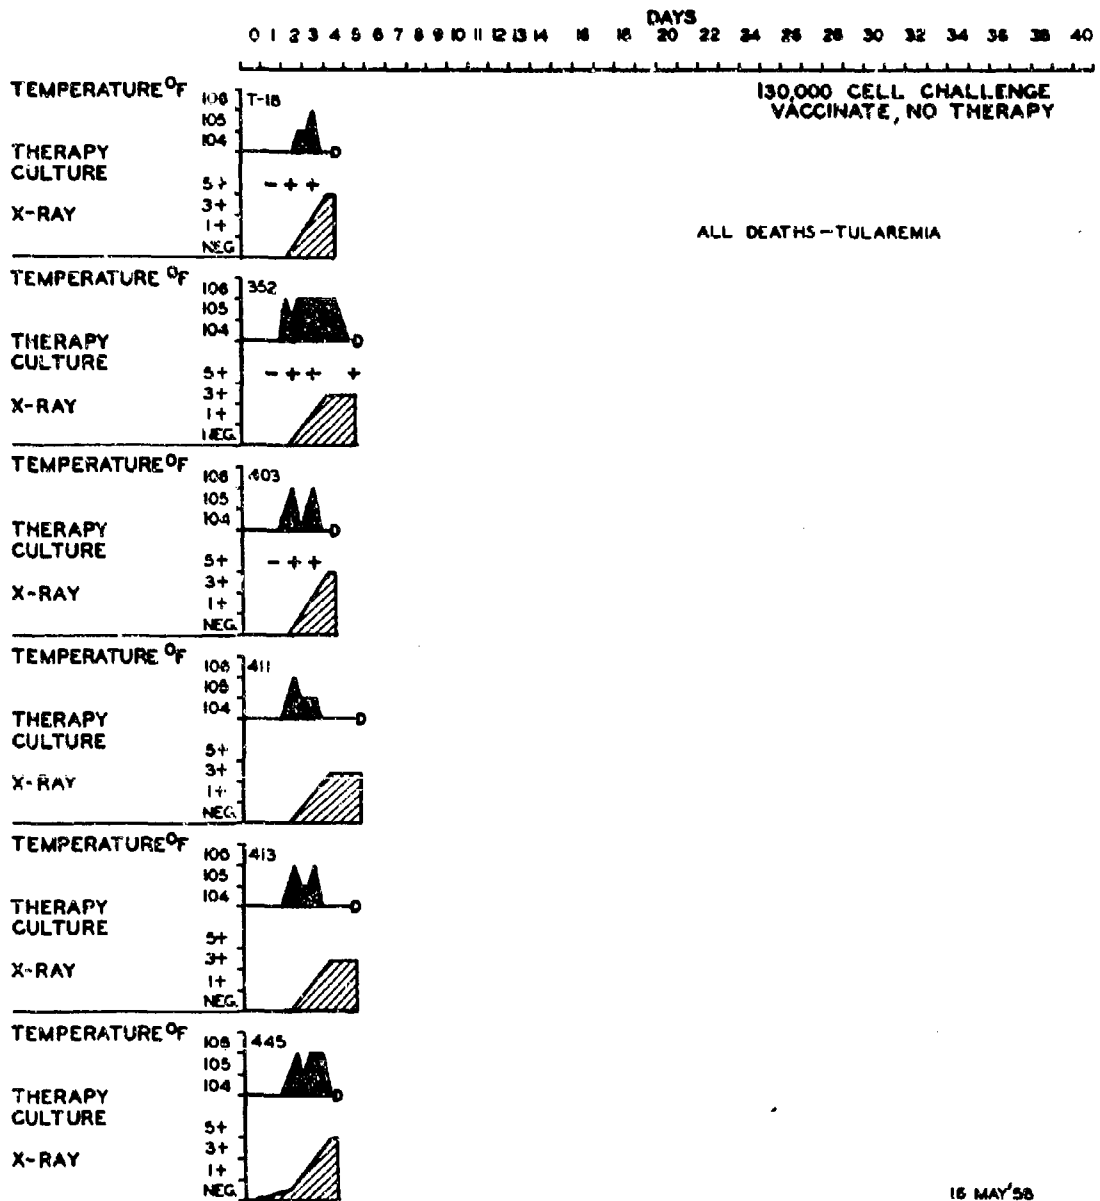 DAYS
0 1 2 3 4 5 6 7 8 9 10 11 12 13 14 16 18 20 22 24 26 28 30 32 34 36 38 40
130,000 CELL CHALLENGE
VACCINATE, NO THERAPY
ALL DEATHS-TULAREMIA
TEMPERATURE °F
106 T-18
105
104
D
THERAPY
CULTURE
5+ - + +
X-RAY
3+
1+
NEG
TEMPERATURE °F
106 352
105
104
D
THERAPY
CULTURE
5+ - + + +
X-RAY
3+
1+
NEG.
TEMPERATURE °F
106 403
105
104
D
THERAPY
CULTURE
5+ - + +
X-RAY
3+
1+
NEG.
TEMPERATURE °F
106 411
105
104
D
THERAPY
CULTURE
5+
X-RAY
3+
1+
NEG.
TEMPERATURE °F
106 413
105
104
D
THERAPY
CULTURE
5+
X-RAY
3+
1+
NEG.
TEMPERATURE °F
106 445
105
104
D
THERAPY
CULTURE
5+
X-RAY
3+
1+
NEG.
16 MAY'58